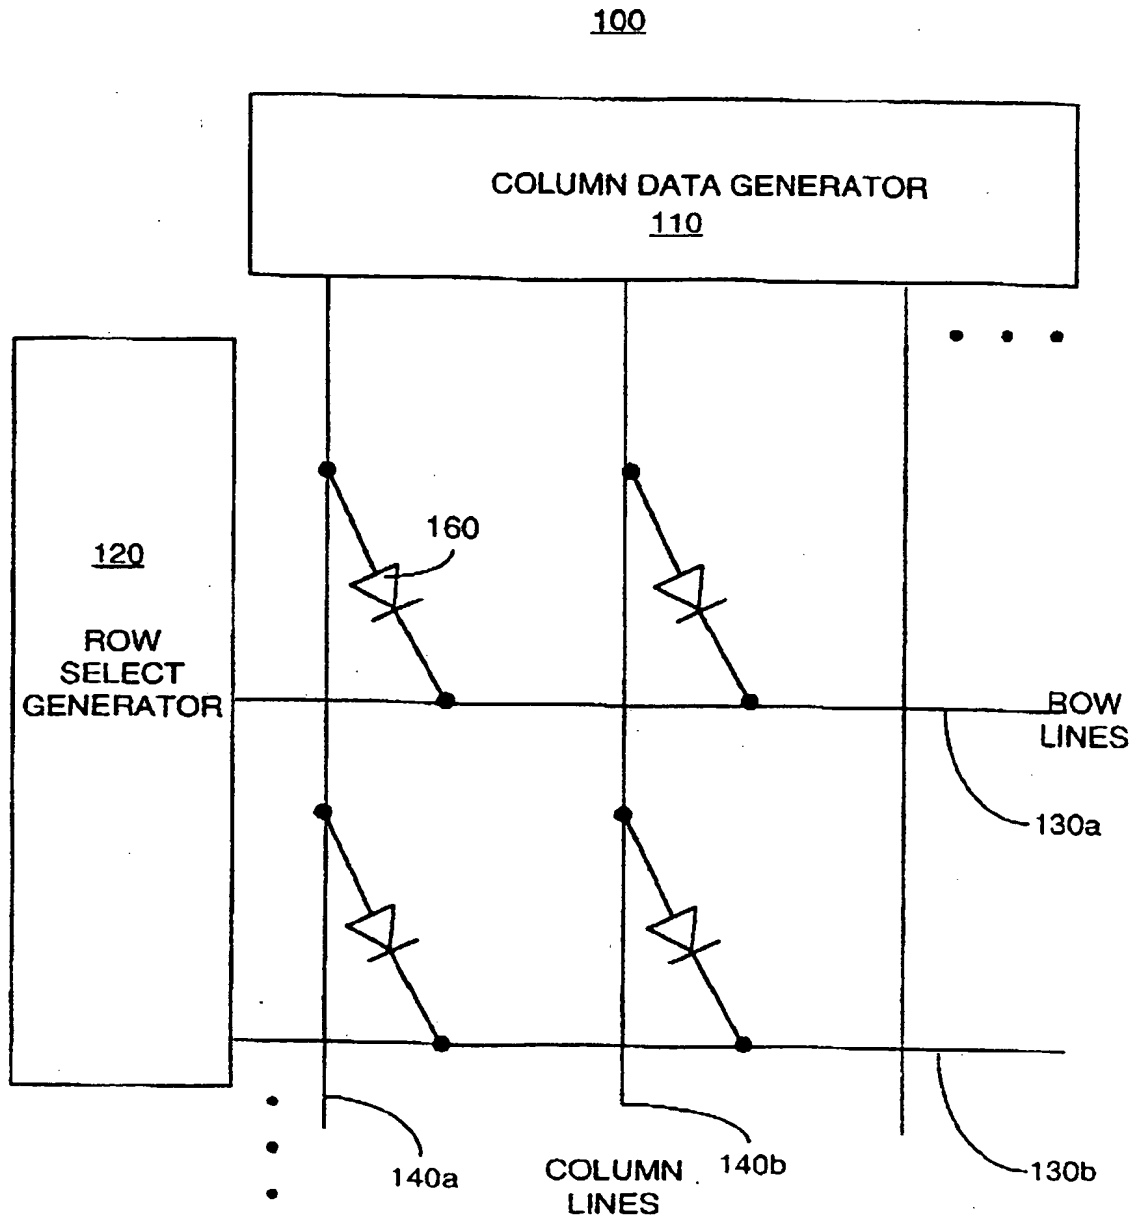 100
COLUMN DATA GENERATOR
110
160
120
ROW
SELECT
GENERATOR
ROW
LINES
130a
140a
COLUMN
LINES
140b
130b